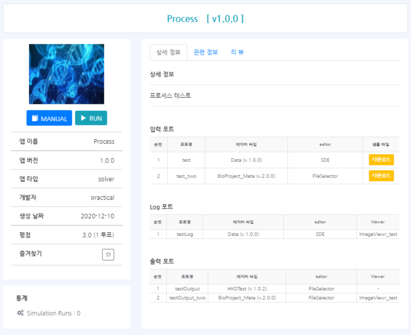 Process [ v1.0.0 ]
MANUAL
RUN
앱 이름 Process
앱 버전 1.0.0
앱 타입 solver
개발자 aractical
생성 날짜 2020-12-10
평점 3.0 (1 투표)
즐겨찾기
통계
Simulation Runs : 0
상세 정보 관련 정보 리 뷰
상세 정보
프로세스 테스트
입력 포트
순번 포트명 데이터 타입 editor 샘플 파일
1 test Data (v 1.0.0) SDE 다운로드
2 test_two BioProject_Meta (v.2.0.0) FileSelector 다운로드
Log 포트
순번 포트명 데이터 타입 editor Viewer
1 testLog Data (v 1.0.0) SDE ImageViewr_test
출력 포트
순번 포트명 데이터 타입 editor Viewer
1 testOutput (v 1.0.2) FileSelector -
2 testOutput_two BioProject_Meta (v.2.0.0) FileSelector ImageViewr_test